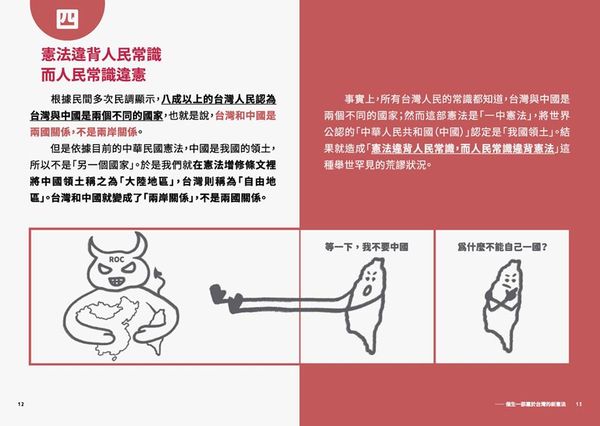 四
憲法違背人民常識
而人民常識違憲
根據民間多次民調顯示，八成以上的台灣人民認為
台灣與中國是兩個不同的國家，也就是說，台灣和中國是
兩國關係，不是兩岸關係。
但是依據目前的中華民國憲法，中國是我國的領土，
所以不是「另一個國家」。於是我們就在憲法增修條文裡
將中國領土稱之為「大陸地區」，台灣則稱為「自由地
區」。台灣和中國就變成了「兩岸關係」，不是兩國關係。
事實上，所有台灣人民的常識都知道，台灣與中國是
兩個不同的國家；然而這部憲法是「一中憲法」，將世界
公認的「中華人民共和國（中國）」認定是「我國領土」。結
果就造成「憲法違背人民常識，而人民常識違背憲法」這
種舉世罕見的荒謬狀況。
ROC
等一下，我不要中國
為什麼不能自己一國？
12
—— 催生一部屬於台灣的新憲法 13